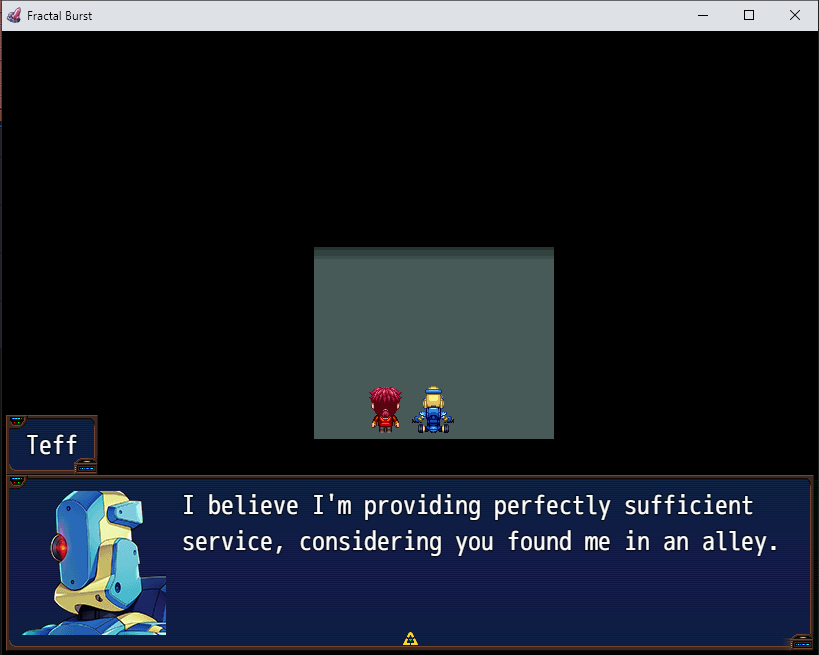 Fractal Burst
Teff
I believe I'm providing perfectly sufficient
service, considering you found me in an alley.